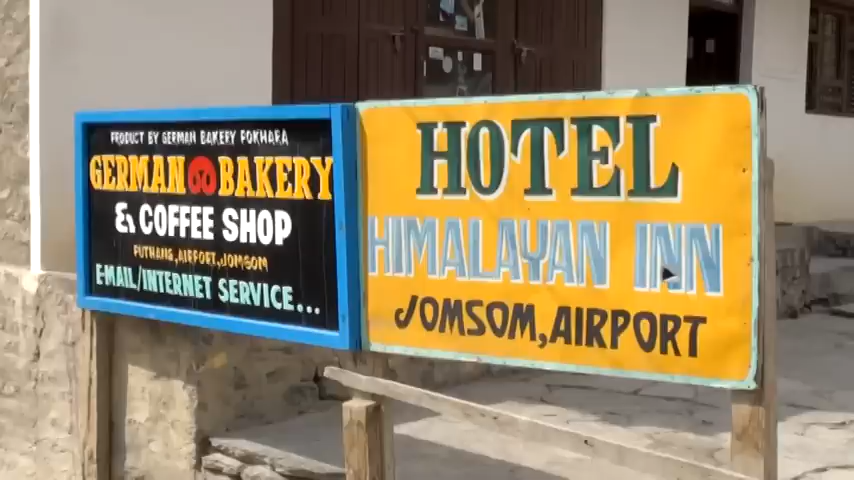 PRODUCT BY GERMAN BAKERY POKHARA
GERMAN BAKERY
& COFFEE SHOP
PUTHANG, AIRPORT, JOMSOM
E-MAIL/INTERNET SERVICE...
HOTEL
HIMALAYAN INN
JOMSOM, AIRPORT